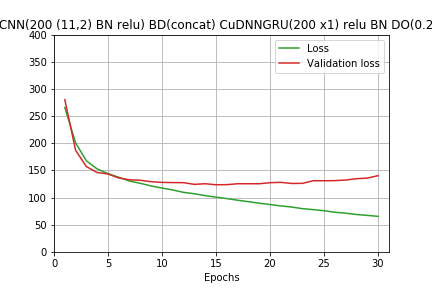 CNN(200 (11,2) BN relu) BD(concat) CuDNNGRU(200 x1) relu BN DO(0.2
400
350
300
250
200
150
100
50
0
Loss
Validation loss
0 5 10 15 20 25 30
Epochs